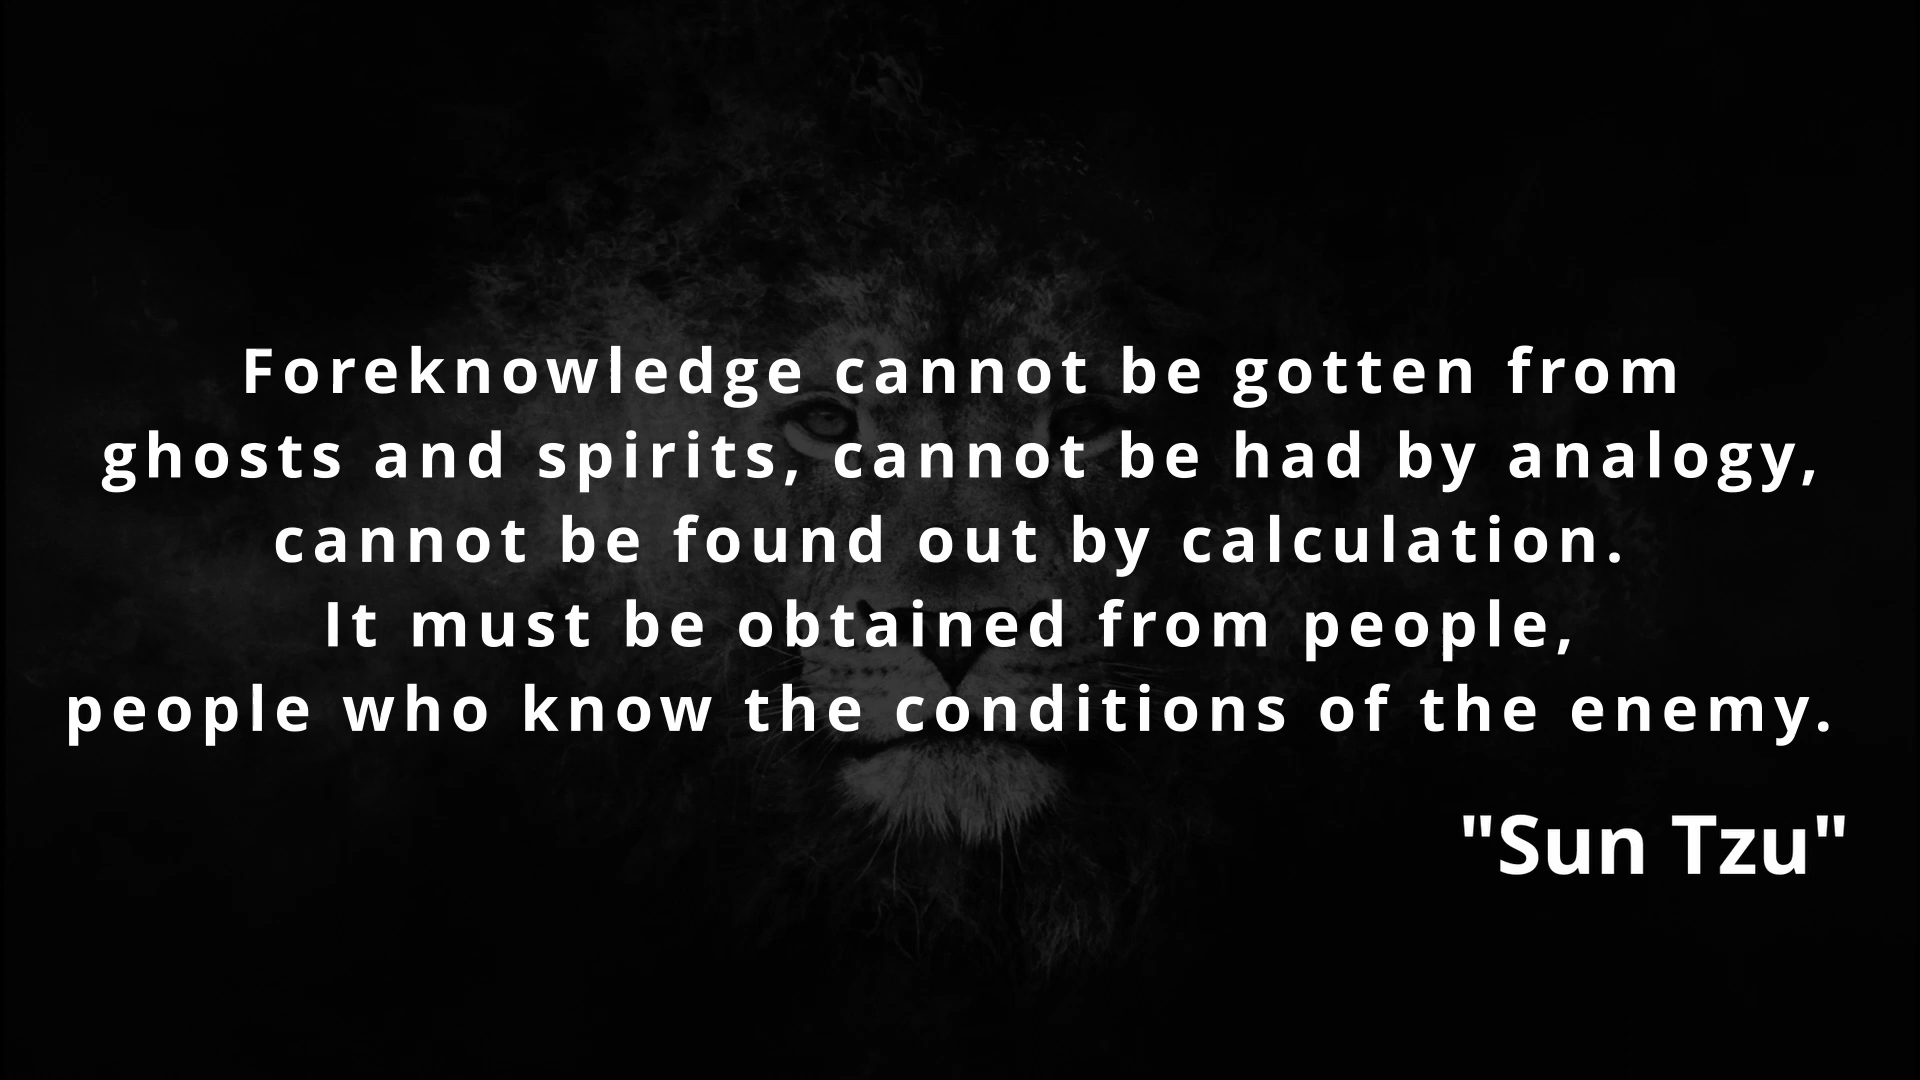 Foreknowledge cannot be gotten from
ghosts and spirits, cannot be had by analogy,
cannot be found out by calculation.
It must be obtained from people,
people who know the conditions of the enemy.
"Sun Tzu"